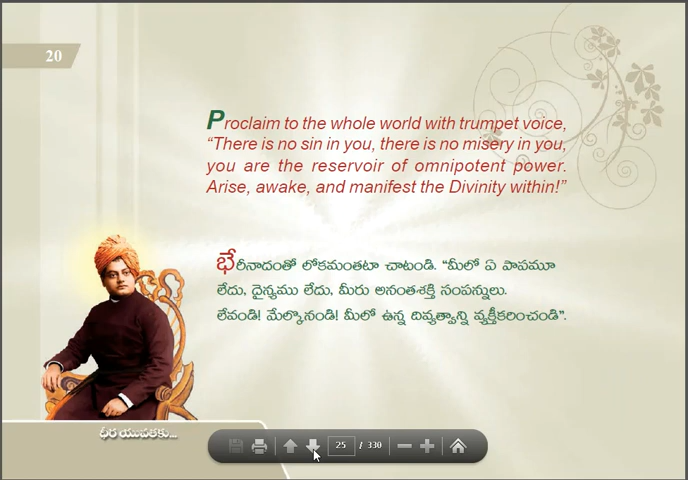 20
Proclaim to the whole world with trumpet voice,
“There is no sin in you, there is no misery in you,
you are the reservoir of omnipotent power.
Arise, awake, and manifest the Divinity within!”
భేరీనాదంతో లోకమంతటా చాటండి. “మీలో ఏ పాపమూ
లేదు, దైన్యము లేదు, మీరు అనంతశక్తి సంపన్నులు.
లేవండి! మేల్కొనండి! మీలో ఉన్న దివ్యత్వాన్ని వ్యక్తీకరించండి”.
ధీర యువతకు...
25 / 330